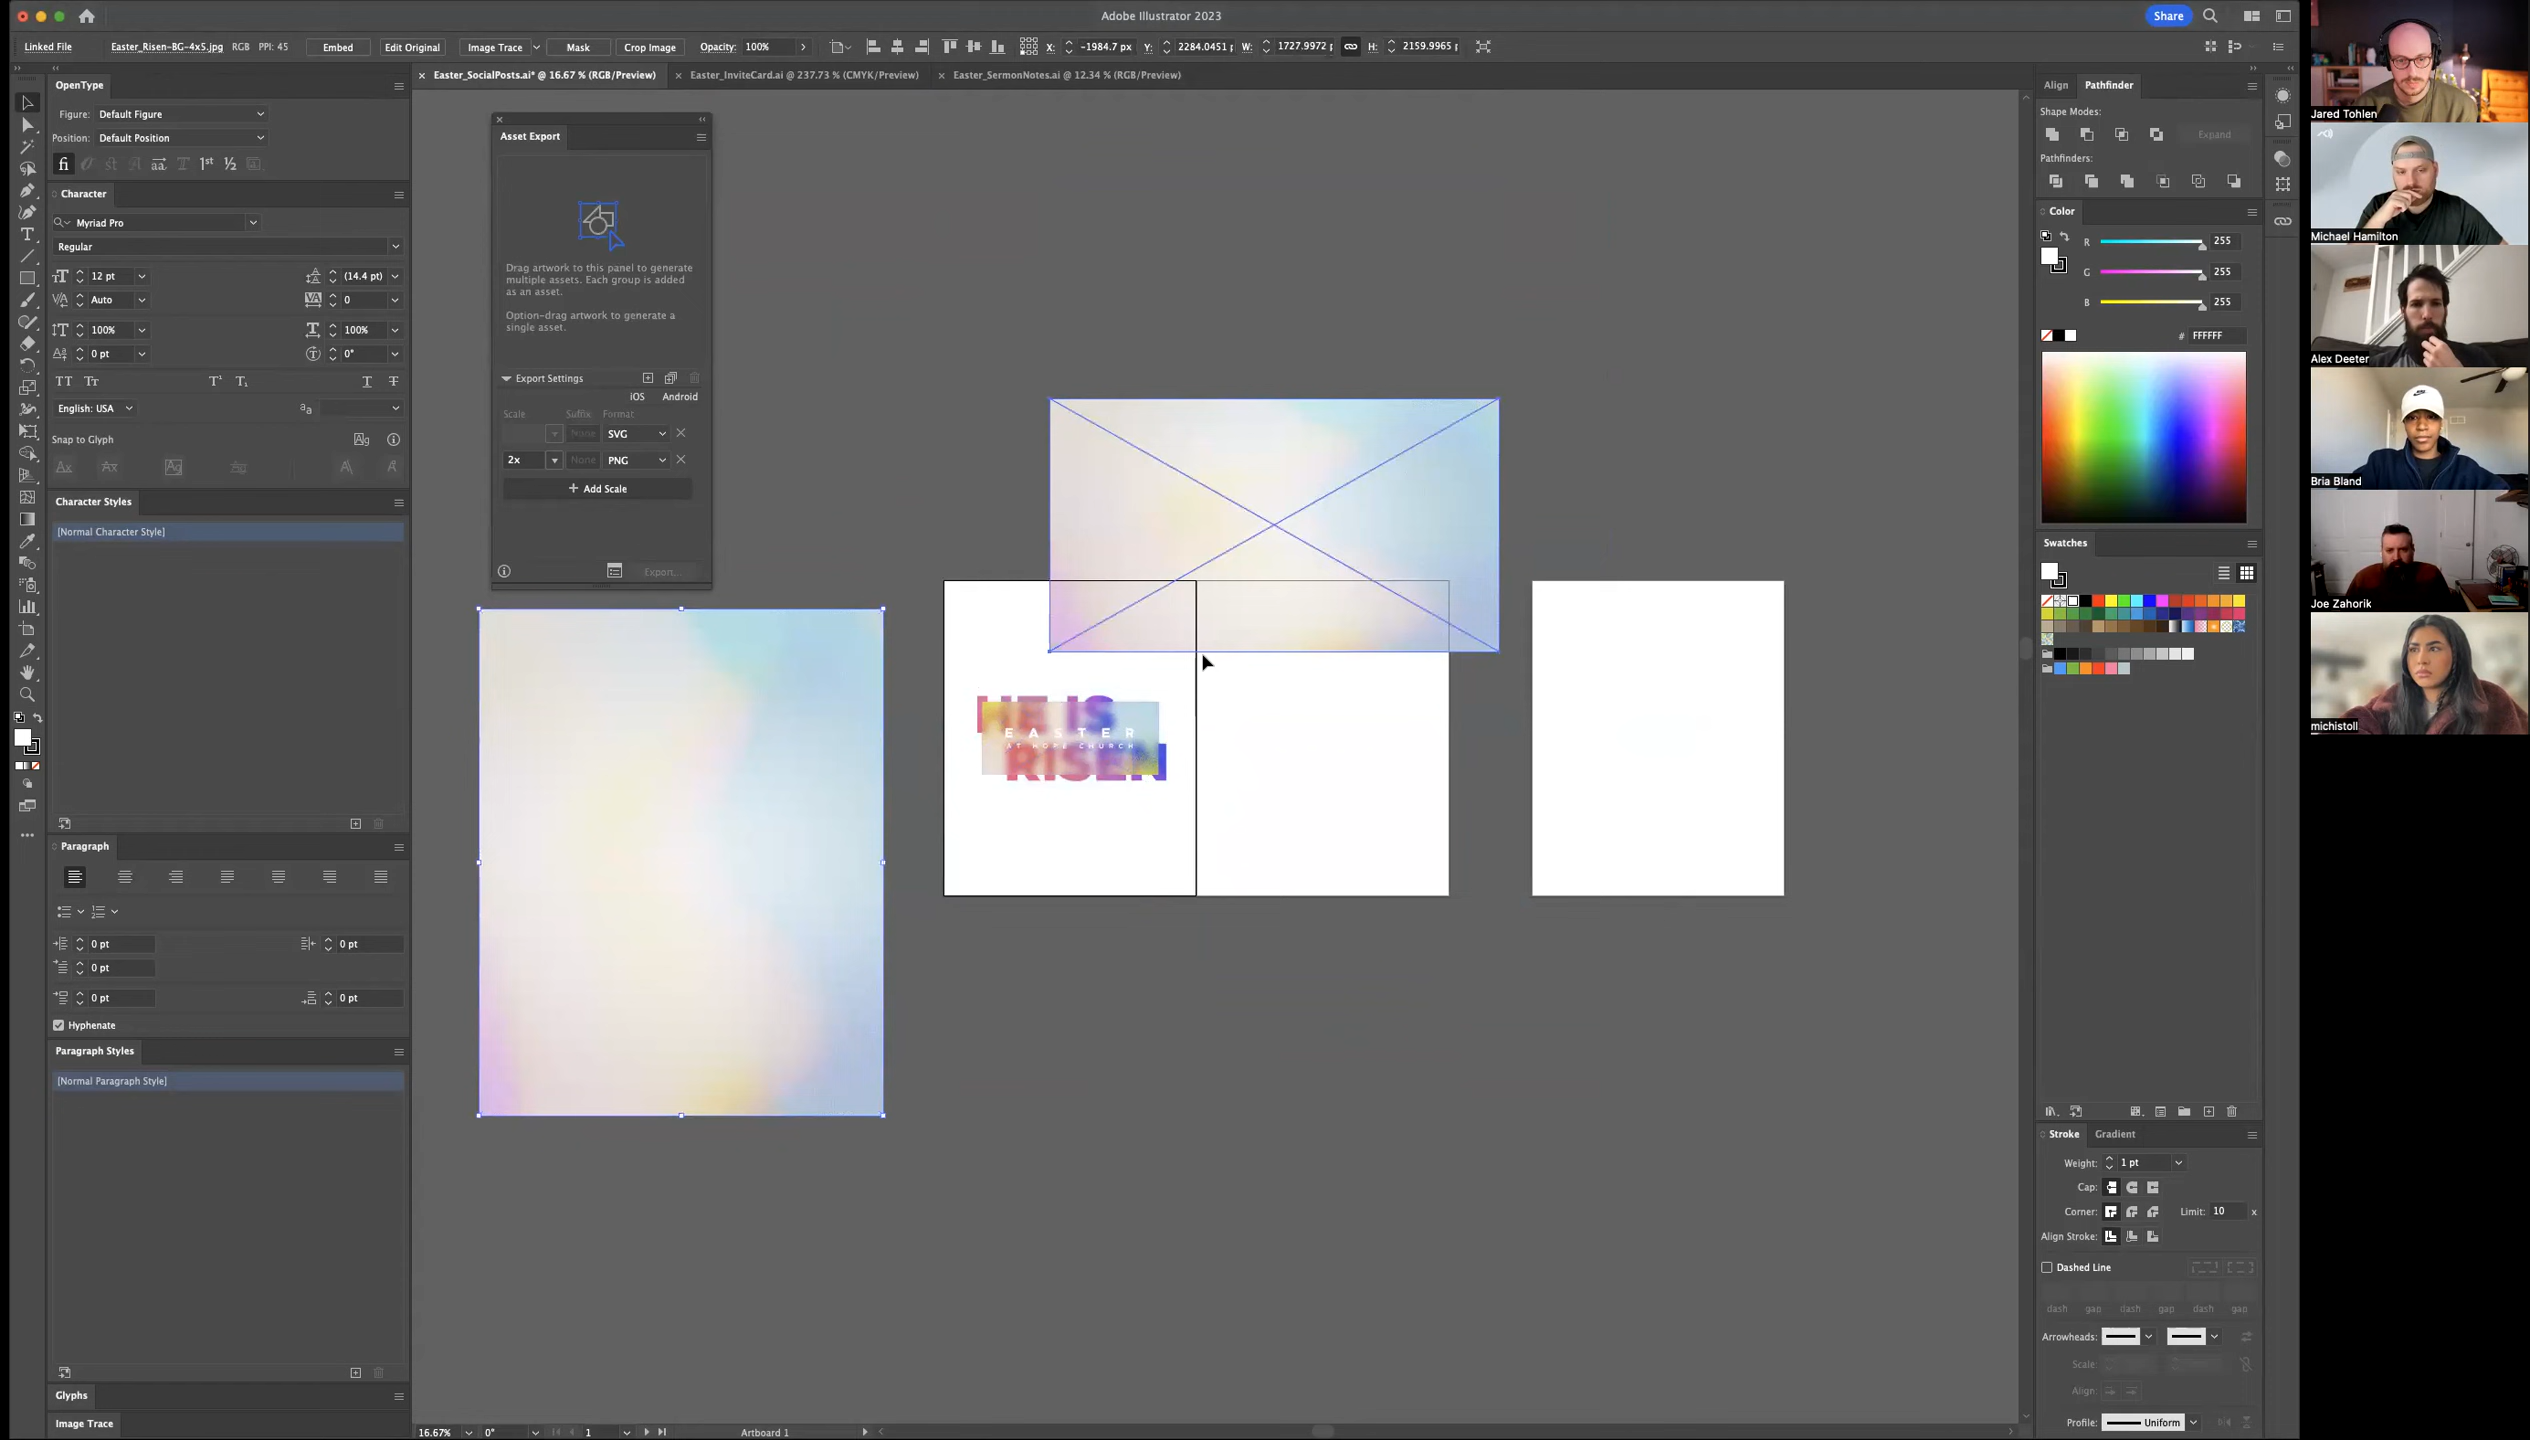 Adobe Illustrator 2023
Share
Linked File
Easter_Risen-BG-4x5.jpg
RGB
PPI: 45
Embed
Edit Original
Image Trace
Mask
Crop Image
Opacity:
100%
X:
-1984.7 px
Y:
2284.0451
W:
1727.9972
H:
2159.9965
Easter_SocialPosts.ai* @ 16.67 % (RGB/Preview)
Easter_InviteCard.ai @ 237.73 % (CMYK/Preview)
Easter_SermonNotes.ai @ 12.34 % (RGB/Preview)
OpenType
Figure:
Default Figure
Position:
Default Position
Character
Myriad Pro
Regular
12 pt
(14.4 pt)
Auto
0
100%
100%
0 pt
0°
English: USA
Snap to Glyph
Character Styles
[Normal Character Style]
Paragraph
0 pt
0 pt
0 pt
0 pt
0 pt
Hyphenate
Paragraph Styles
[Normal Paragraph Style]
Glyphs
Image Trace
Asset Export
Drag artwork to this panel to generate
multiple assets. Each group is added
as an asset.
Option-drag artwork to generate a
single asset.
Export Settings
iOS
Android
Scale
Suffix
Format
None
SVG
2x
None
PNG
+ Add Scale
Export...
HE IS
EASTER
AT HOPE CHURCH
RISEN
16.67%
0°
1
Artboard 1
Align
Pathfinder
Shape Modes:
Expand
Pathfinders:
Color
R
255
G
255
B
255
#
FFFFFF
Swatches
Stroke
Gradient
Weight:
1 pt
Cap:
Corner:
Limit:
10
x
Align Stroke:
Dashed Line
dash
gap
dash
gap
dash
gap
Arrowheads:
Scale:
Align:
Profile:
Uniform
Jared Tohlen
Michael Hamilton
Alex Deeter
Bria Bland
Joe Zahorik
michistoll